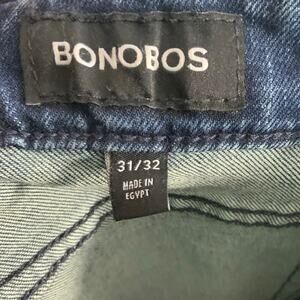 BONOBOS
31/32
MADE IN
EGYPT